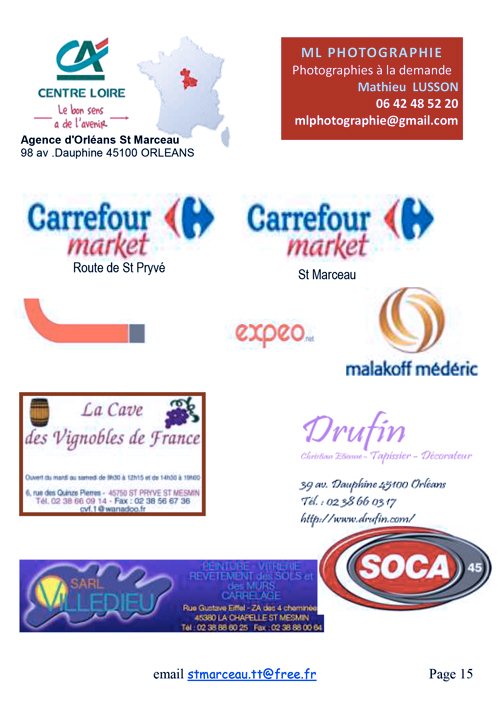 CA
CENTRE LOIRE
Le bon sens
a de l'avenir
Agence d'Orléans St Marceau
98 av .Dauphine 45100 ORLEANS
ML PHOTOGRAPHIE
Photographies à la demande
Mathieu LUSSON
06 42 48 52 20
mlphotographie@gmail.com
Carrefour
market
Route de St Pryvé
Carrefour
market
St Marceau
expeo.net
malakoff médéric
La Cave
des Vignobles de France
Ouvert du mardi au samedi de 9h30 à 12h15 et de 14h30 à 19h00
6, rue des Quinze Pierres - 45750 ST PRYVE ST MESMIN
Tél. 02 38 66 09 14 - Fax : 02 38 56 67 36
cvf.1@wanadoo.fr
Drufin
Christian Etienne - Tapissier - Décorateur
39 av. Dauphine 45100 Orléans
Tél. : 02 38 66 03 17
http://www.drufin.com/
SOCA 45
SARL
VILLEDIEU
PEINTURE - VITRERIE
REVETEMENT des SOLS et
des MURS
CARRELAGE
Rue Gustave Eiffel - ZA des 4 cheminée
45380 LA CHAPELLE ST MESMIN
Tél : 02 38 88 60 25 Fax : 02 38 88 00 64
email stmarceau.tt@free.fr
Page 15